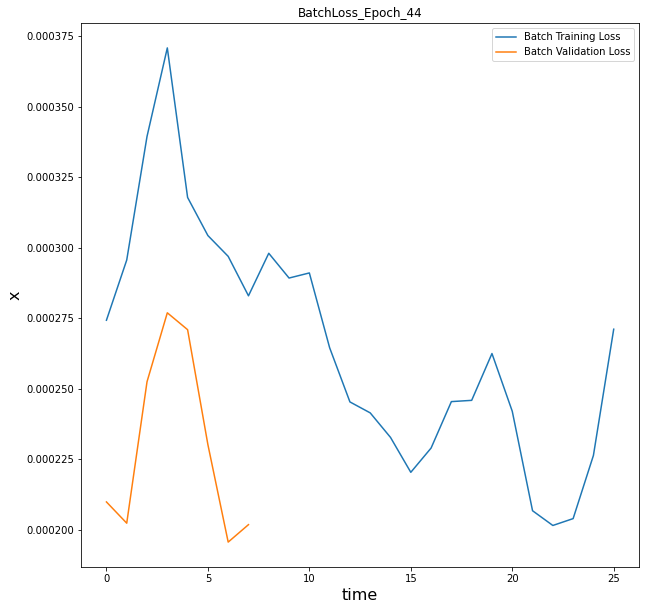 BatchLoss_Epoch_44
Batch Training Loss
Batch Validation Loss
0.000375
0.000350
0.000325
0.000300
0.000275
0.000250
0.000225
0.000200
x
0 5 10 15 20 25
time